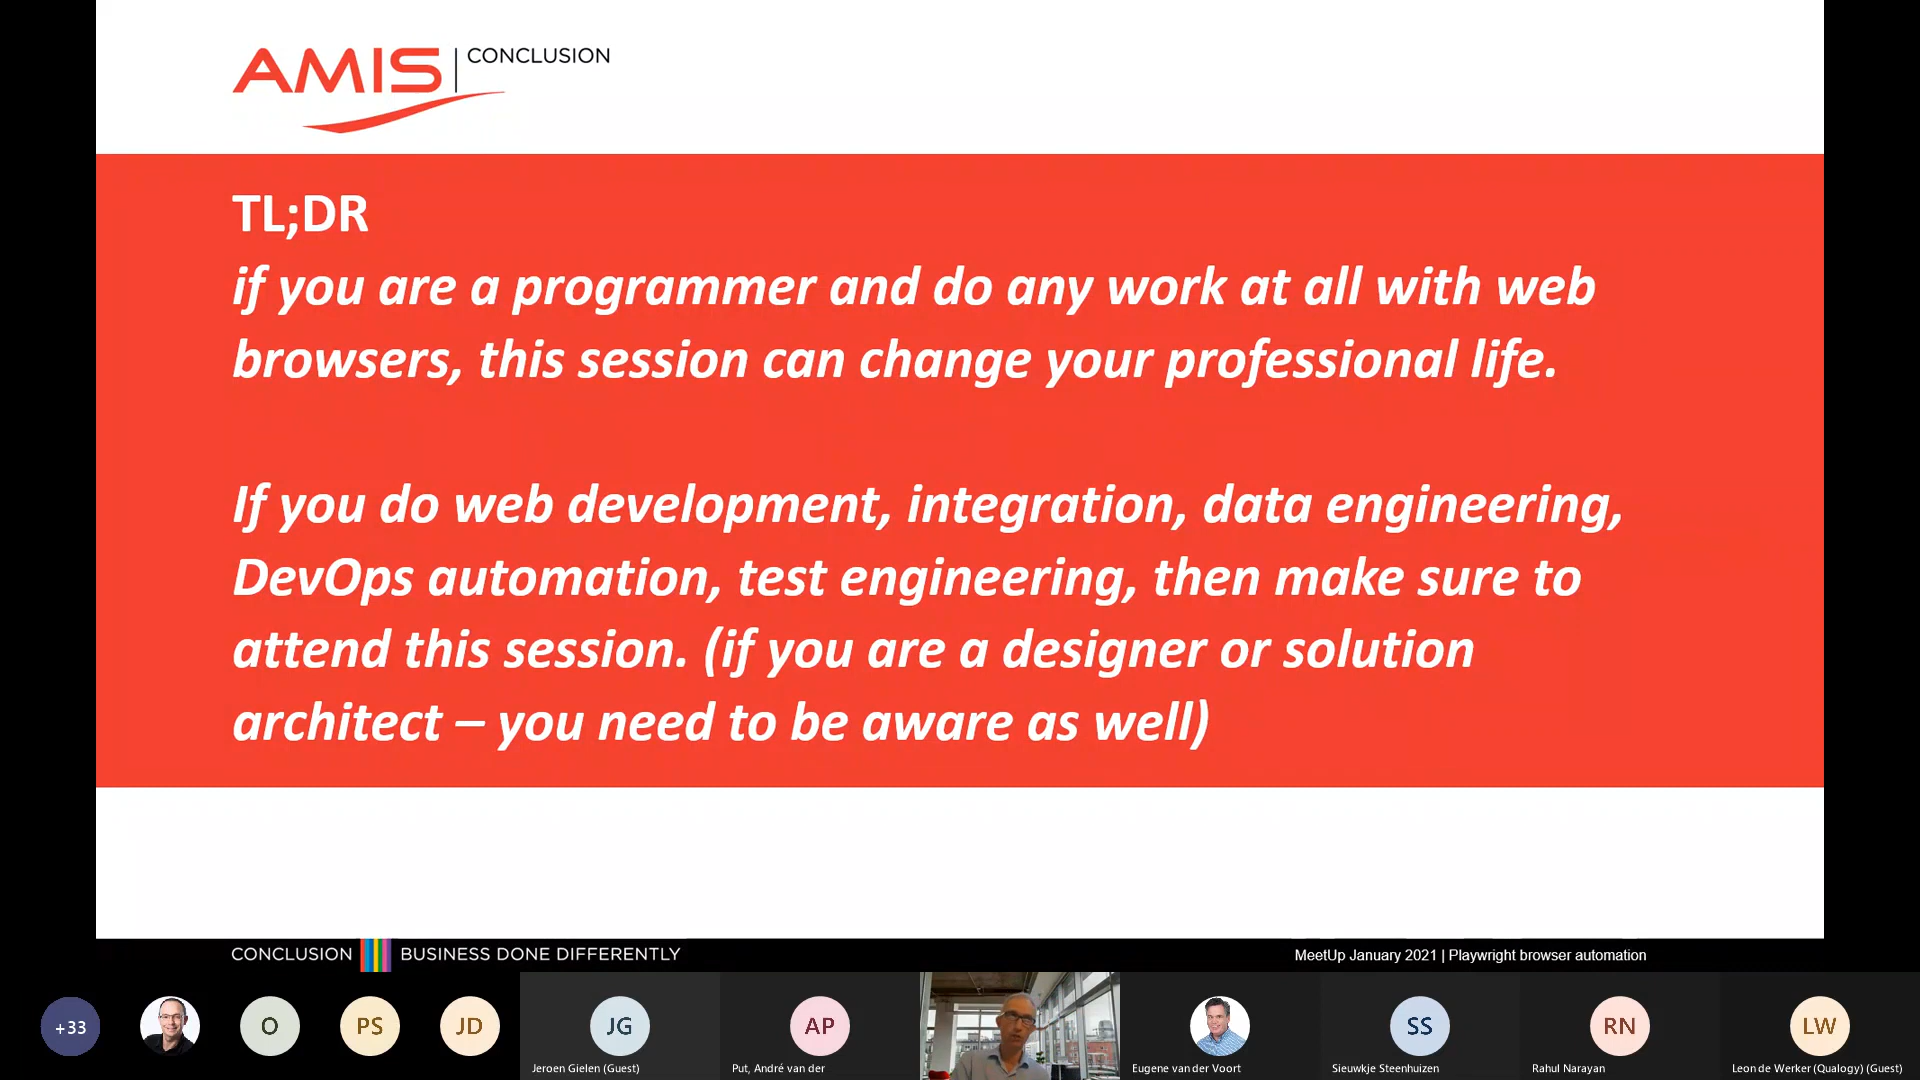 AMIS CONCLUSION
TL;DR
if you are a programmer and do any work at all with web
browsers, this session can change your professional life.
If you do web development, integration, data engineering,
DevOps automation, test engineering, then make sure to
attend this session. (if you are a designer or solution
architect – you need to be aware as well)
CONCLUSION BUSINESS DONE DIFFERENTLY
MeetUp January 2021 | Playwright browser automation
+33
O
PS
JD
JG
AP
SS
RN
LW
Jeroen Gielen (Guest)
Put, André van der
Eugene van der Voort
Sieuwkje Steenhuizen
Rahul Narayan
Leon de Werker (Qualogy) (Guest)